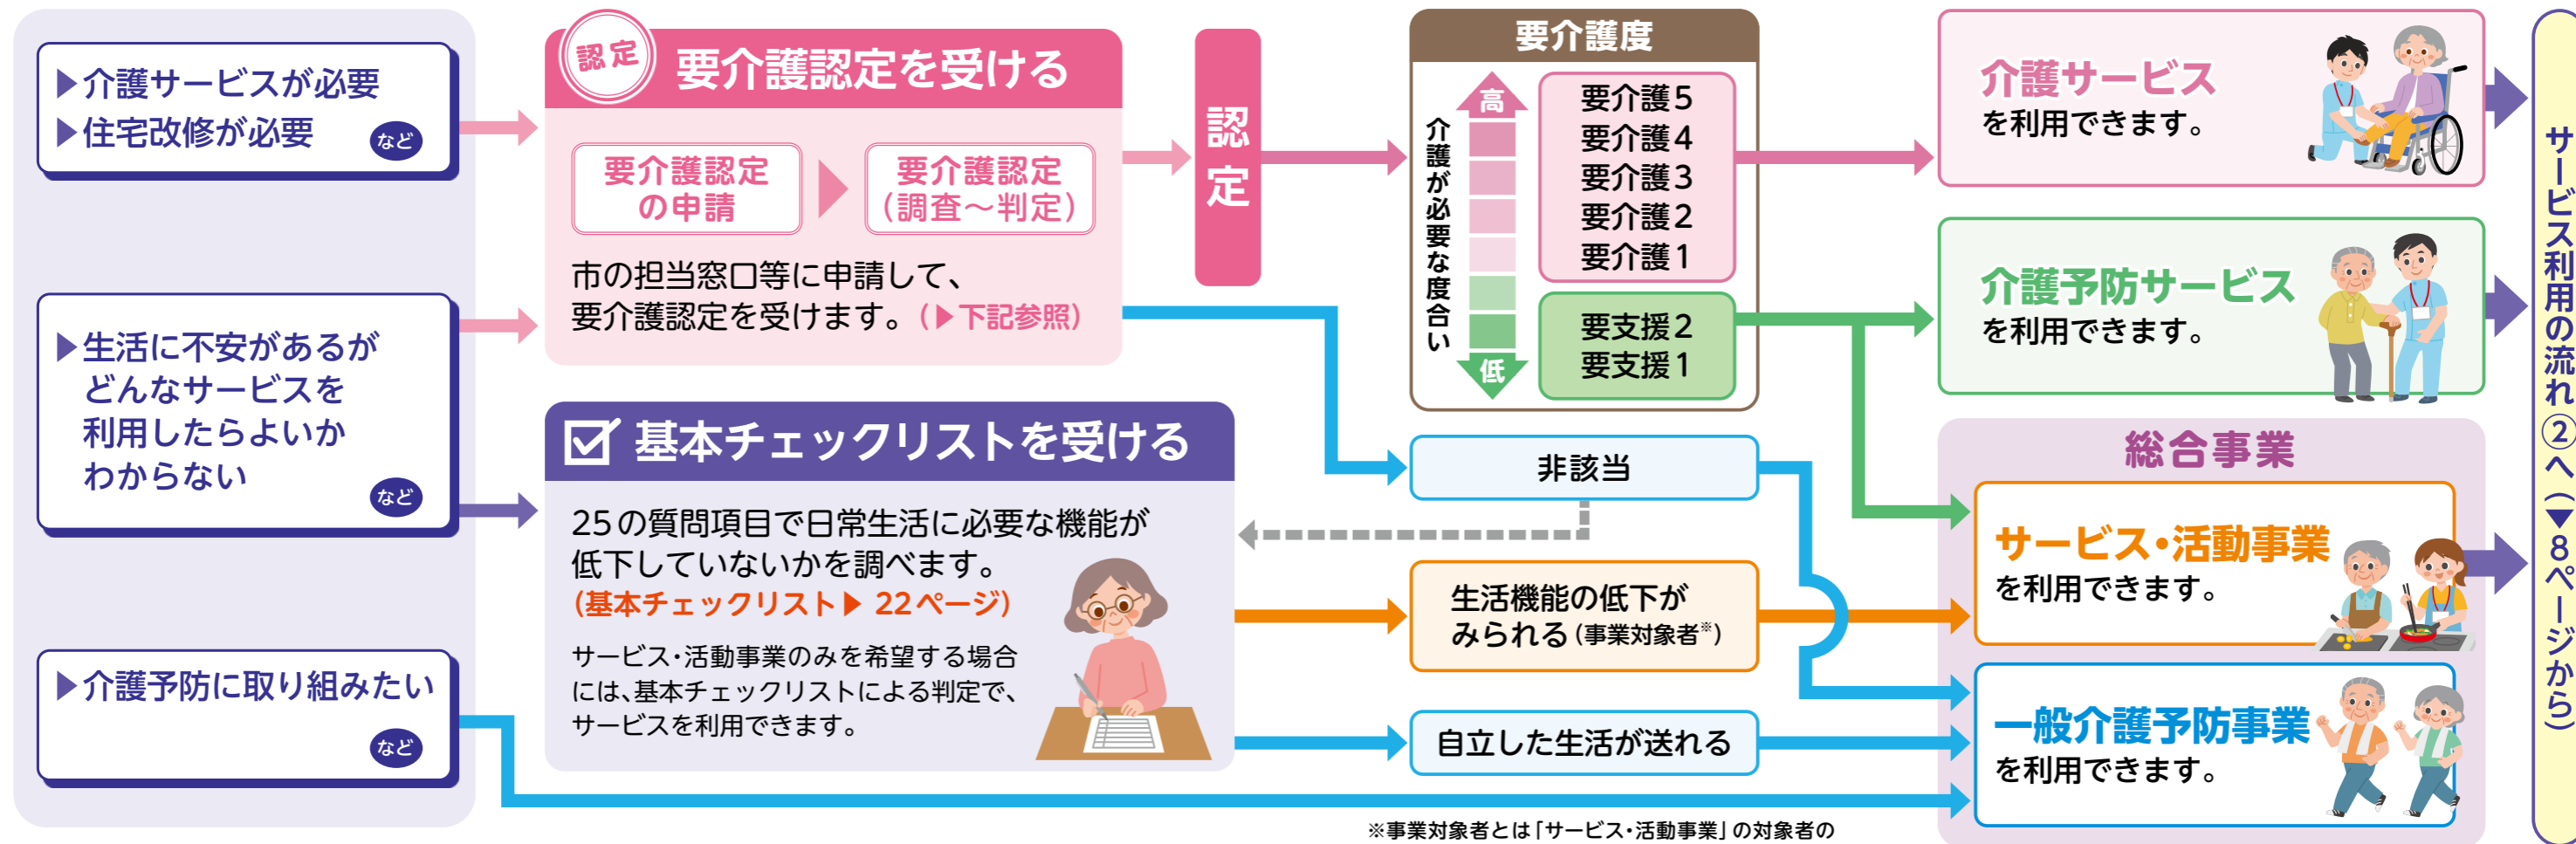 ▶介護サービスが必要
▶住宅改修が必要
など
▶生活に不安があるが
どんなサービスを
利用したらよいか
わからない
など
▶介護予防に取り組みたい
など
認定
要介護認定を受ける
要介護認定
の申請
要介護認定
(調査〜判定)
市の担当窓口等に申請して、
要介護認定を受けます。(▶下記参照)
基本チェックリストを受ける
25の質問項目で日常生活に必要な機能が
低下していないかを調べます。
(基本チェックリスト▶ 22ページ)
サービス・活動事業のみを希望する場合
には、基本チェックリストによる判定で、
サービスを利用できます。
認定
要介護度
介護が必要な度合い
高
低
要介護5
要介護4
要介護3
要介護2
要介護1
要支援2
要支援1
非該当
生活機能の低下が
みられる(事業対象者※)
自立した生活が送れる
※事業対象者とは「サービス・活動事業」の対象者の
介護サービス
を利用できます。
介護予防サービス
を利用できます。
総合事業
サービス・活動事業
を利用できます。
一般介護予防事業
を利用できます。
サービス利用の流れ②へ(▼8ページから)